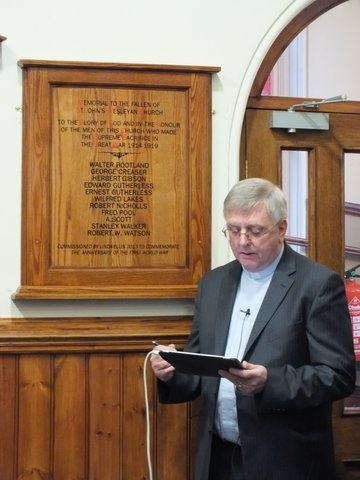 MEMORIAL TO THE FALLEN OF
ST. JOHN'S WESLEYAN CHURCH
TO THE GLORY OF GOD AND IN THE HONOUR
OF THE MEN OF THIS CHURCH WHO MADE
THE SUPREME SACRIFICE IN
THE GREAT WAR 1914 1919
WALTER ROOTLAND
GEORGE CREASER
HERBERT GIBSON
EDWARD GUTHERLESS
ERNEST GUTHERLESS
WILFRED LAKES
ROBERT NICHOLLS
FRED POOL
A.SCOTT
STANLEY WALKER
ROBERT W. WATSON
COMMISSIONED BY 2013 TO COMMEMORATE
THE ANNIVERSARY OF THE FIRST WORLD WAR